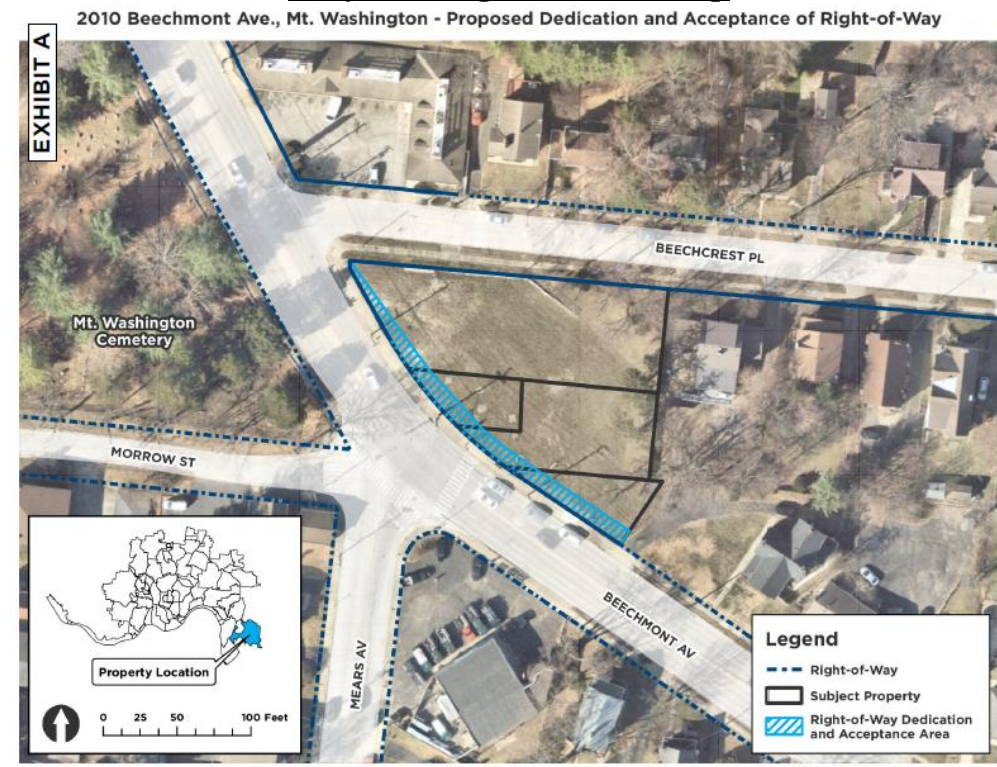 2010 Beechmont Ave., Mt. Washington - Proposed Dedication and Acceptance of Right-of-Way
EXHIBIT A
BEECHCREST PL
Mt. Washington
Cemetery
MORROW ST
BEECHMONT AV
MEARS AV
Property Location
0 25 50 100 Feet
Legend
Right-of-Way
Subject Property
Right-of-Way Dedication
and Acceptance Area